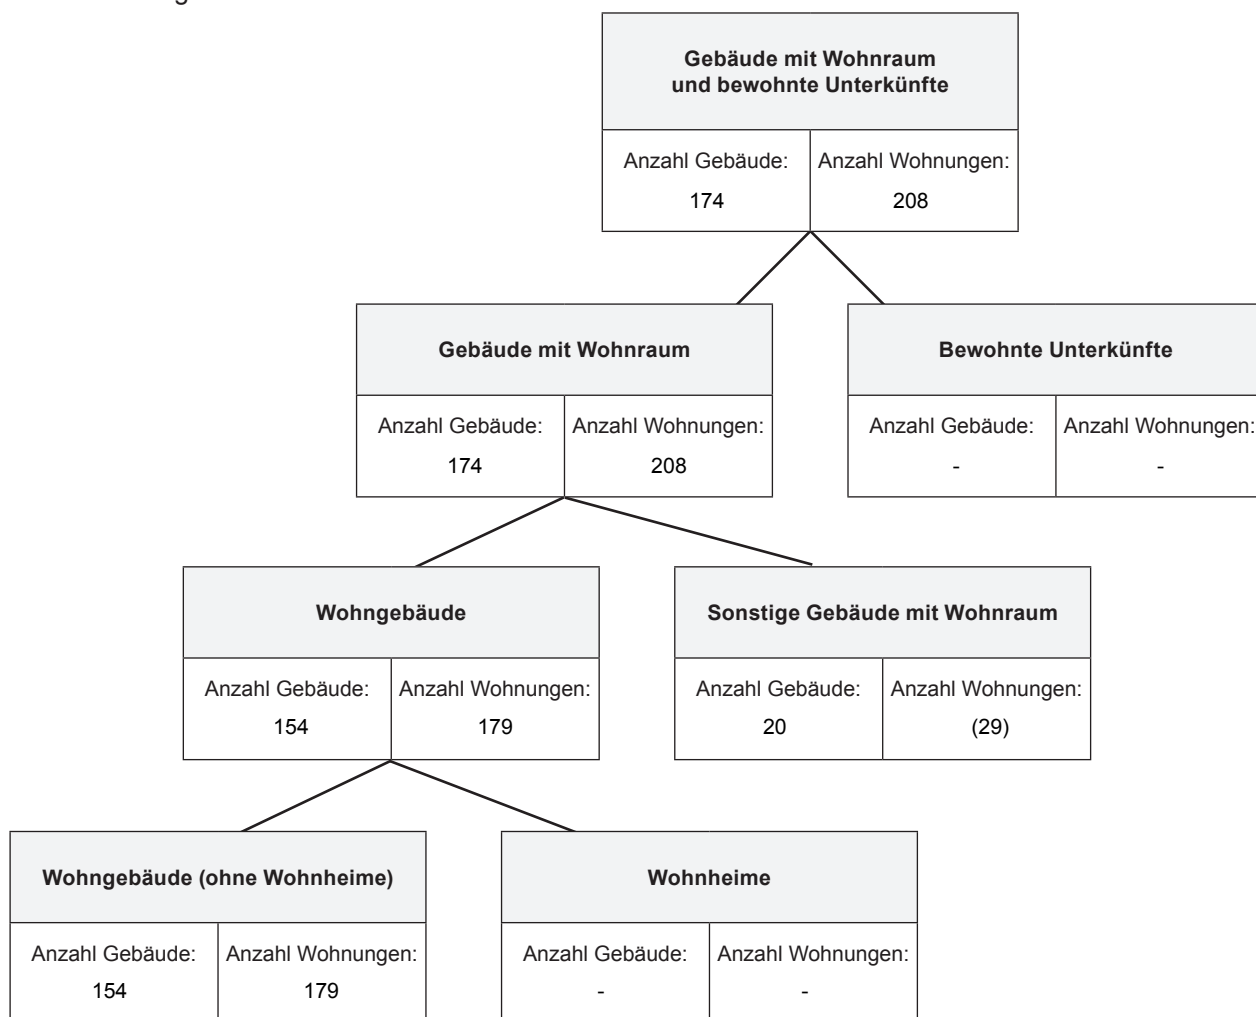 g
Gebäude mit Wohnraum
und bewohnte Unterkünfte
Anzahl Gebäude: Anzahl Wohnungen:
174 208
Gebäude mit Wohnraum
Anzahl Gebäude: Anzahl Wohnungen:
174 208
Bewohnte Unterkünfte
Anzahl Gebäude: Anzahl Wohnungen:
- -
Wohngebäude
Anzahl Gebäude: Anzahl Wohnungen:
154 179
Sonstige Gebäude mit Wohnraum
Anzahl Gebäude: Anzahl Wohnungen:
20 (29)
Wohngebäude (ohne Wohnheime)
Anzahl Gebäude: Anzahl Wohnungen:
154 179
Wohnheime
Anzahl Gebäude: Anzahl Wohnungen:
- -